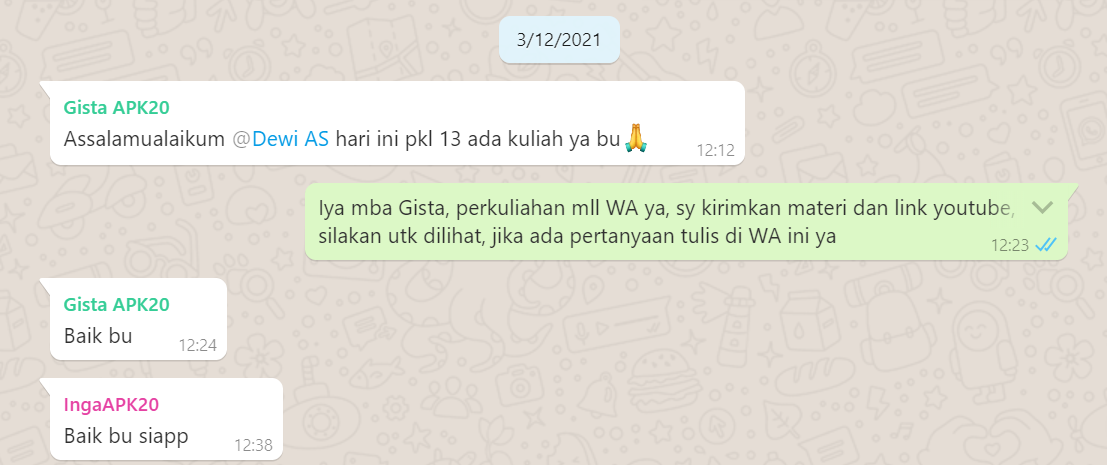 3/12/2021
Gista APK20
Assalamualaikum @Dewi AS hari ini pkl 13 ada kuliah ya bu🙏
12:12
Iya mba Gista, perkuliahan mll WA ya, sy kirimkan materi dan link youtube,
silakan utk dilihat, jika ada pertanyaan tulis di WA ini ya
12:23
Gista APK20
Baik bu
12:24
IngaAPK20
Baik bu siapp
12:38